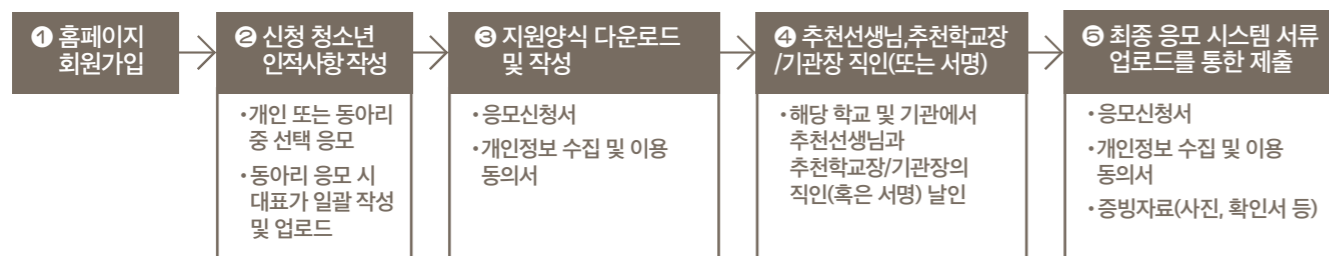 ❶ 홈페이지
회원가입
❷ 신청 청소년
인적사항 작성
•개인 또는 동아리
중 선택 응모
•동아리 응모 시
대표가 일괄 작성
및 업로드
❸ 지원양식 다운로드
및 작성
•응모신청서
•개인정보 수집 및 이용
동의서
❹ 추천선생님,추천학교장
/기관장 직인(또는 서명)
•해당 학교 및 기관에서
추천선생님과
추천학교장/기관장의
직인(혹은 서명) 날인
❺ 최종 응모 시스템 서류
업로드를 통한 제출
•응모신청서
•개인정보 수집 및 이용
동의서
•증빙자료(사진, 확인서 등)